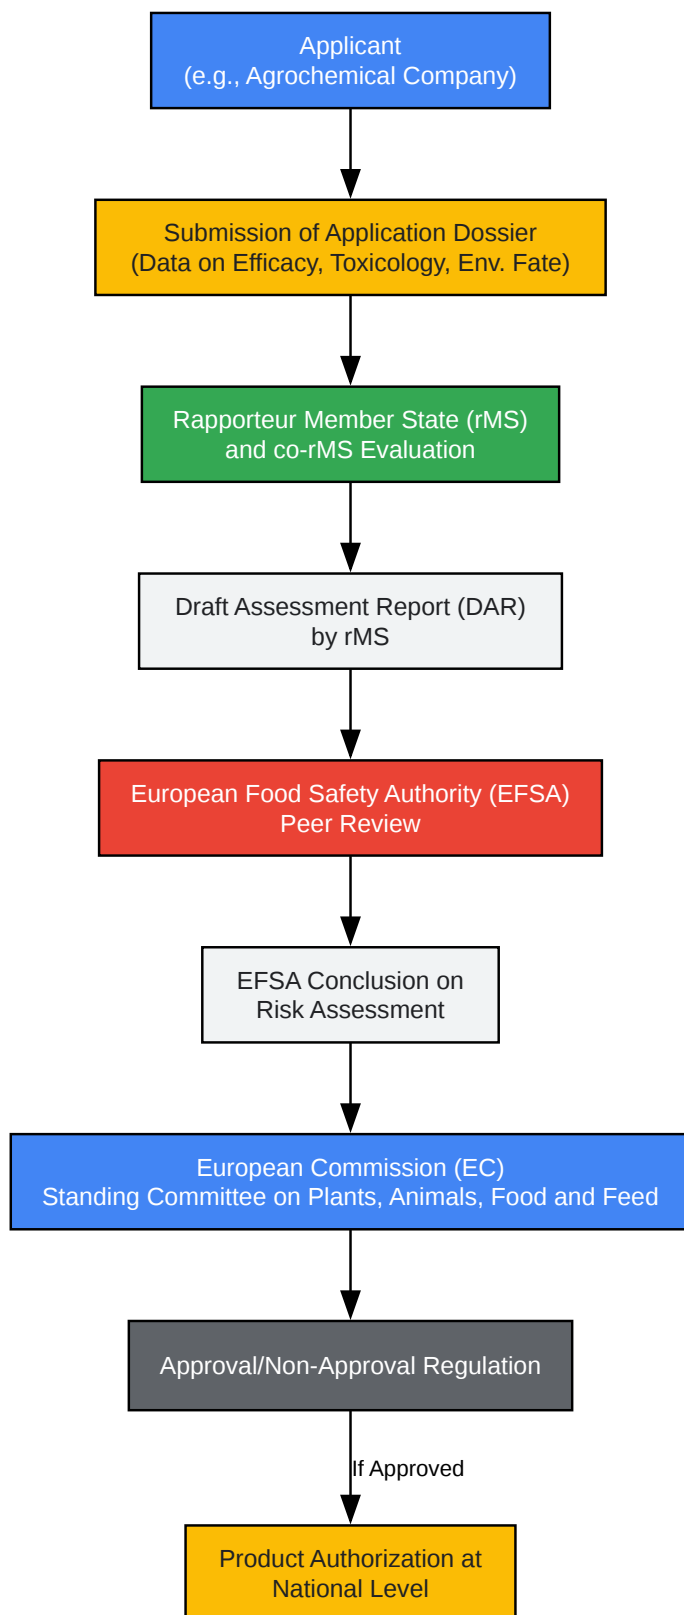 Applicant
(e.g., Agrochemical Company)
Submission of Application Dossier
(Data on Efficacy, Toxicology, Env. Fate)
Rapporteur Member State (rMS)
and co-rMS Evaluation
Draft Assessment Report (DAR)
by rMS
European Food Safety Authority (EFSA)
Peer Review
EFSA Conclusion on
Risk Assessment
European Commission (EC)
Standing Committee on Plants, Animals, Food and Feed
Approval/Non-Approval Regulation
If Approved
Product Authorization at
National Level